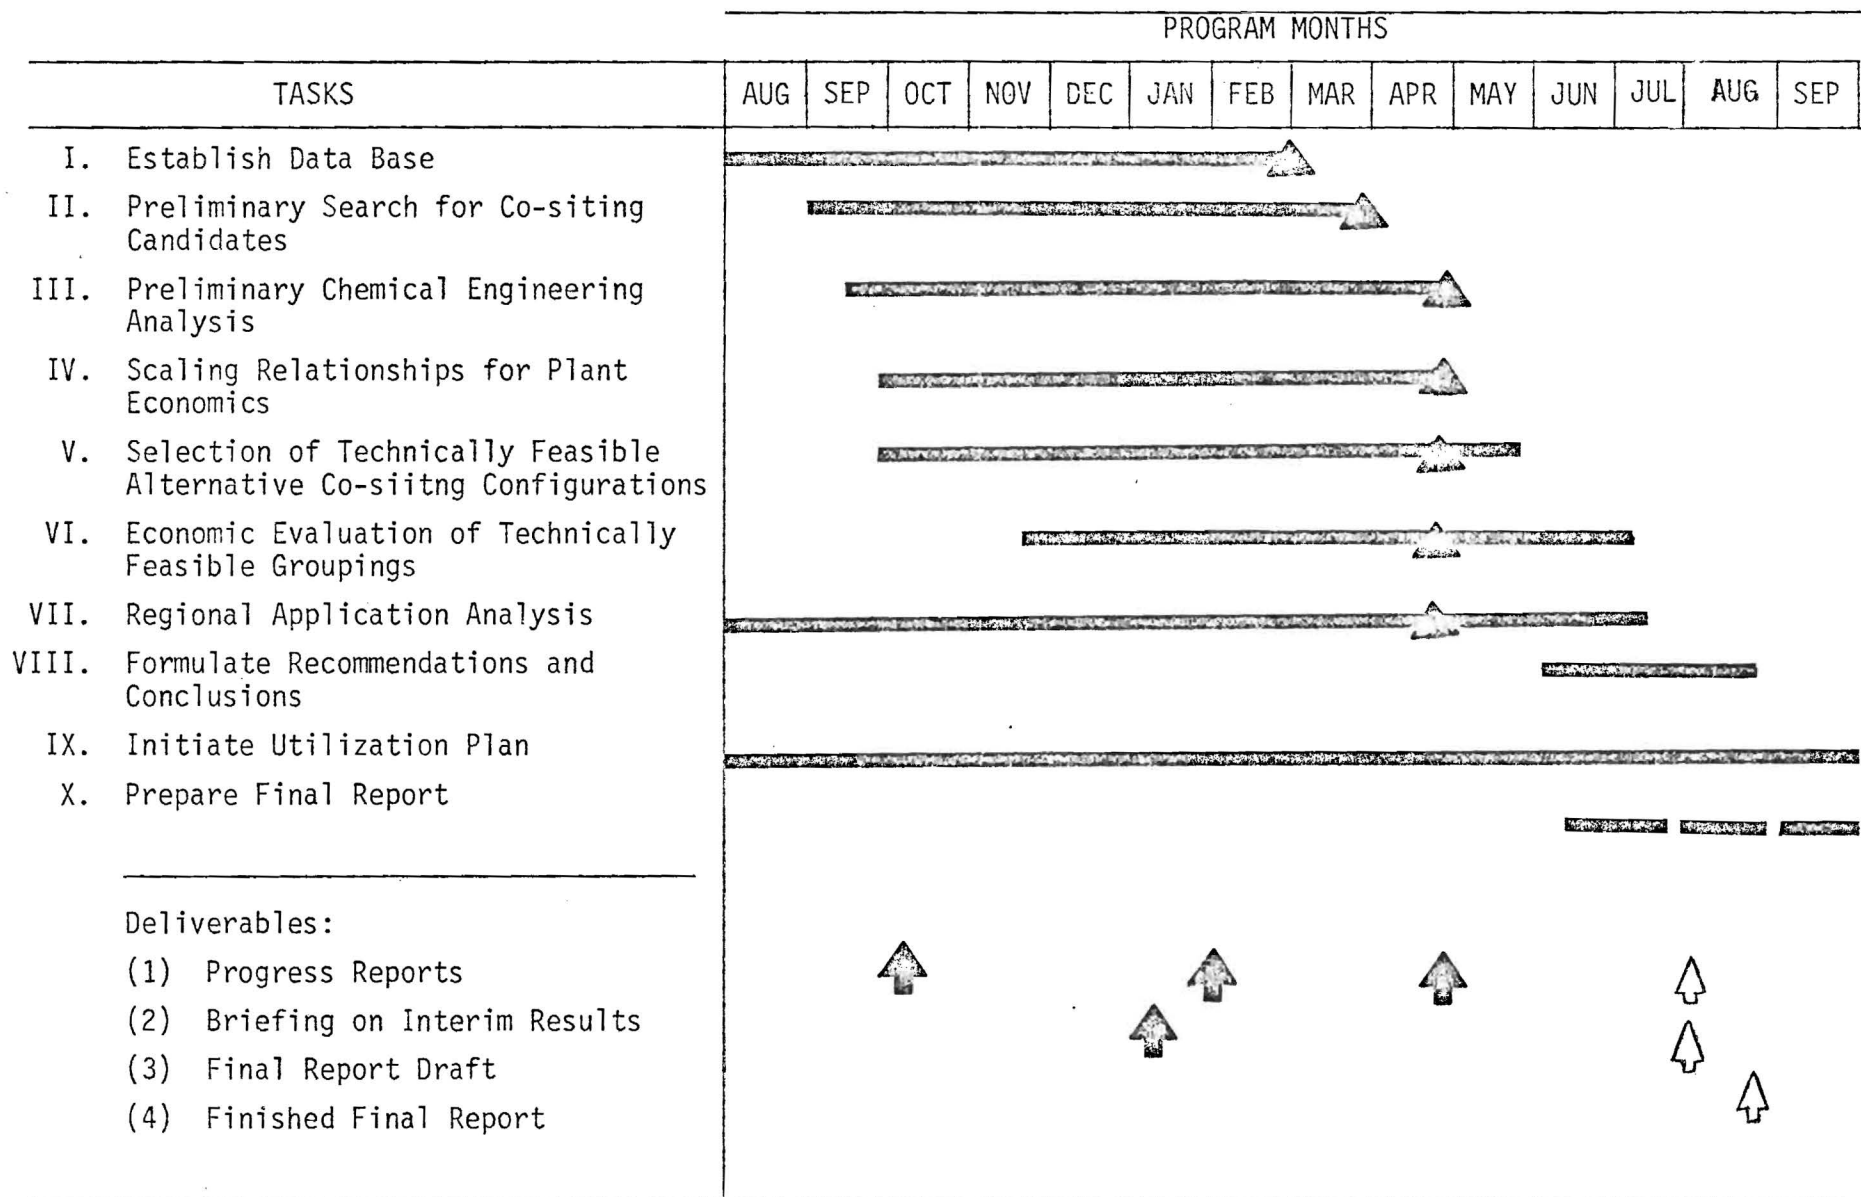 PROGRAM MONTHS
TASKS AUG SEP OCT NOV DEC JAN FEB MAR APR MAY JUN JUL AUG SEP
I. Establish Data Base
II. Preliminary Search for Co-siting
Candidates
III. Preliminary Chemical Engineering
Analysis
IV. Scaling Relationships for Plant
Economics
V. Selection of Technically Feasible
Alternative Co-siitng Configurations
VI. Economic Evaluation of Technically
Feasible Groupings
VII. Regional Application Analysis
VIII. Formulate Recommendations and
Conclusions
IX. Initiate Utilization Plan
X. Prepare Final Report
Deliverables:
(1) Progress Reports
(2) Briefing on Interim Results
(3) Final Report Draft
(4) Finished Final Report